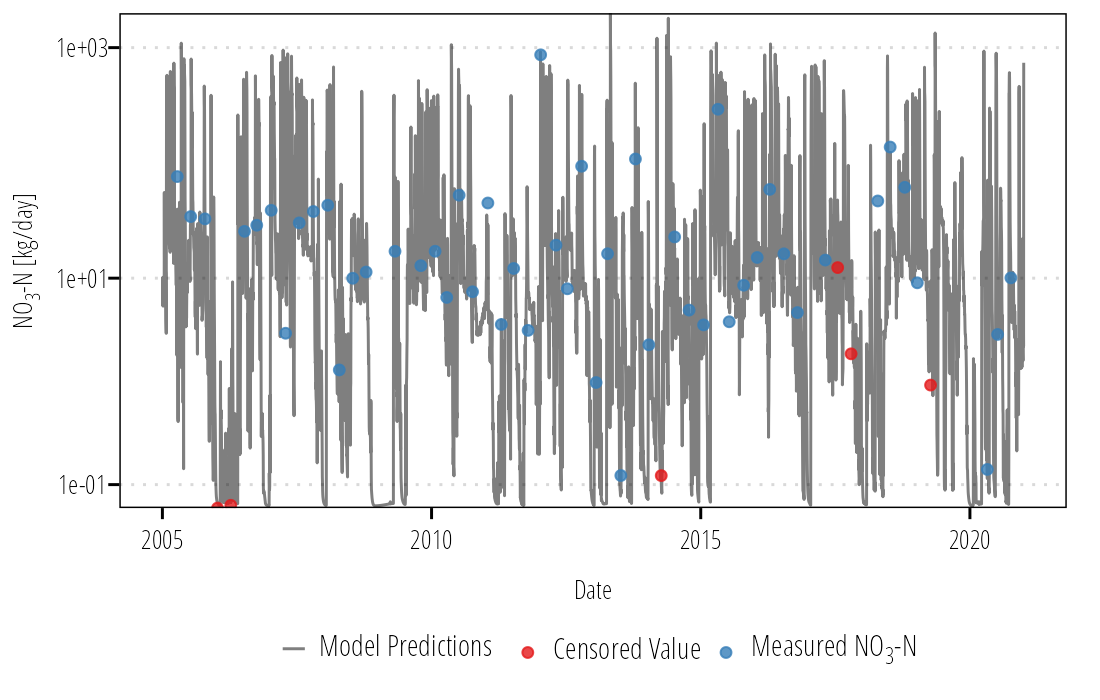 1e+03
1e+01
1e-01
NO3-N [kg/day]
2005 2010 2015 2020
Date
Model Predictions Censored Value Measured NO3-N